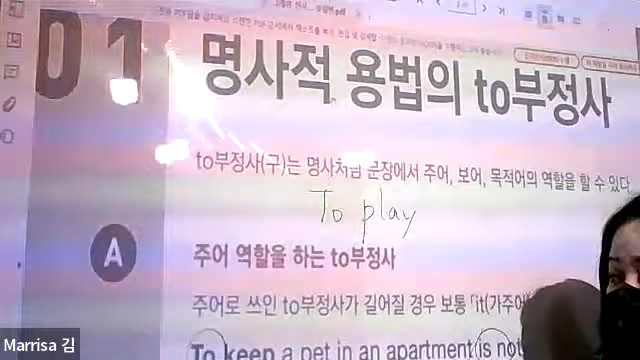 01 명사적 용법의 to부정사
to부정사(구)는 명사처럼 문장에서 주어, 보어, 목적어의 역할을 할 수 있다.
To play
A 주어 역할을 하는 to부정사
주어로 쓰인 to부정사가 길어질 경우 보통 「it(가주어)
To keep a pet in an apartment is not
Marrisa 김